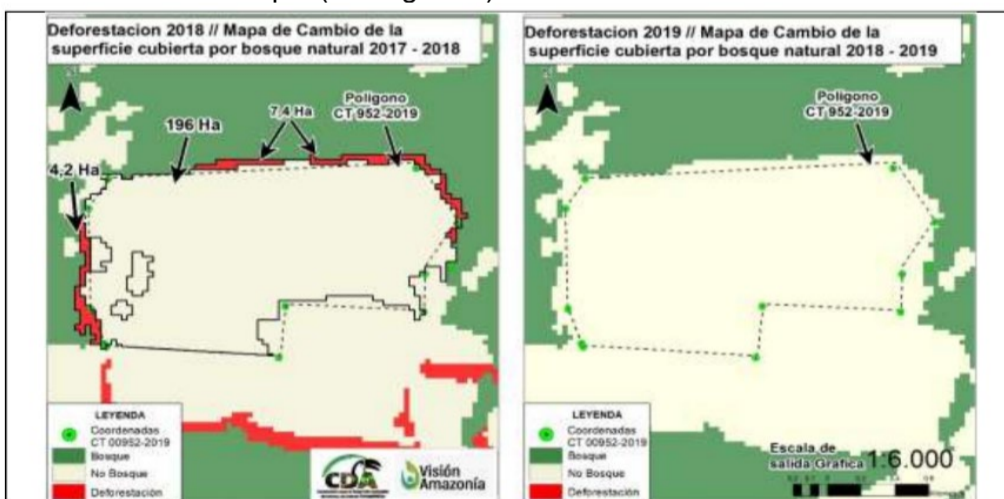 Deforestacion 2018 // Mapa de Cambio de la
superficie cubierta por bosque natural 2017 - 2018
N
4,2 Ha
196 Ha
7,4 Ha
Poligono
CT 952-2019
LEYENDA
Coordenadas
CT 00952-2019
Bosque
No Bosque
Deforestación
CDA
Visión
Amazonía
Deforestacion 2019 // Mapa de Cambio de la
superficie cubierta por bosque natural 2018 - 2019
Poligono
CT 952-2019
LEYENDA
Coordenadas
CT 00952-2019
Bosque
No Bosque
Deforestación
Escala de
salida Grafica 1:6.000